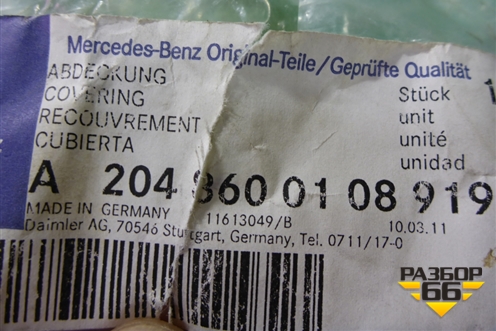 Mercedes-Benz Original-Teile/Geprüfte Qualität
ABDECKUNG
COVERING
RECOUVREMENT
CUBIERTA
Stück 1
unit
unité
unidad
A 204 860 01 08 919
MADE IN GERMANY 11613049/B 10.03.11
Daimler AG, 70546 Stuttgart, Germany, Tel. 0711/17-0
РАЗБОР
66